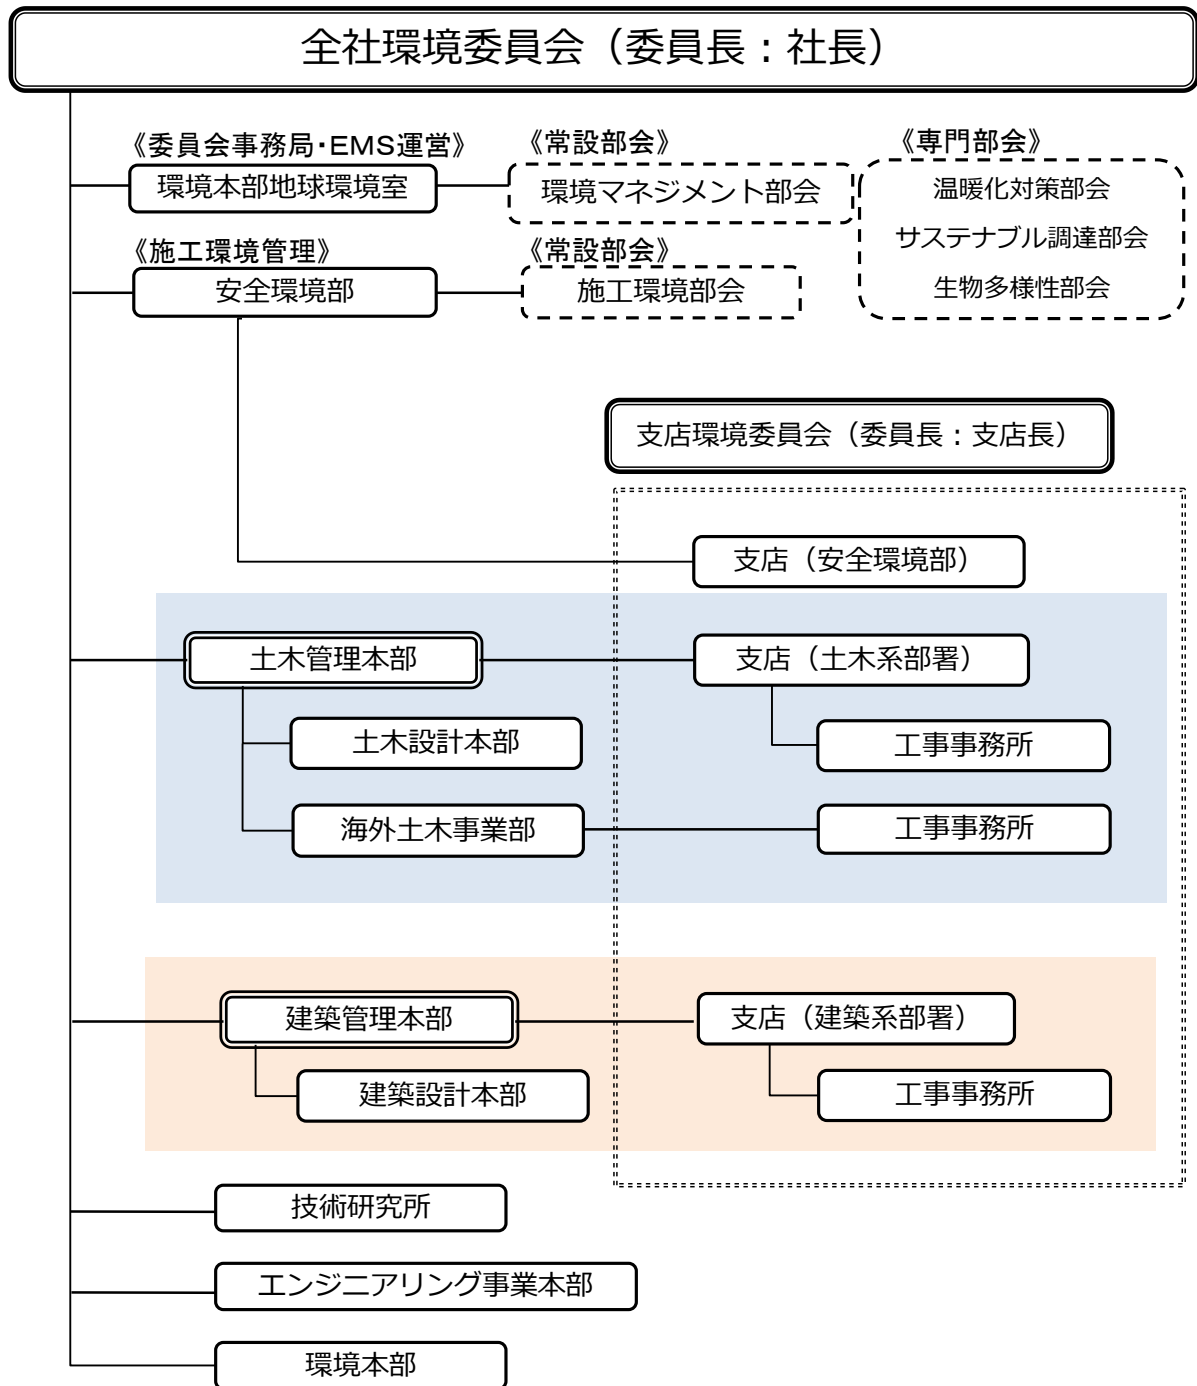 全社環境委員会（委員長：社長）
《委員会事務局･EMS運営》
《常設部会》
《専門部会》
環境本部地球環境室
環境マネジメント部会
温暖化対策部会
サステナブル調達部会
生物多様性部会
《施工環境管理》
《常設部会》
安全環境部
施工環境部会
支店環境委員会（委員長：支店長）
支店（安全環境部）
土木管理本部
支店（土木系部署）
土木設計本部
工事事務所
海外土木事業部
工事事務所
建築管理本部
支店（建築系部署）
建築設計本部
工事事務所
技術研究所
エンジニアリング事業本部
環境本部